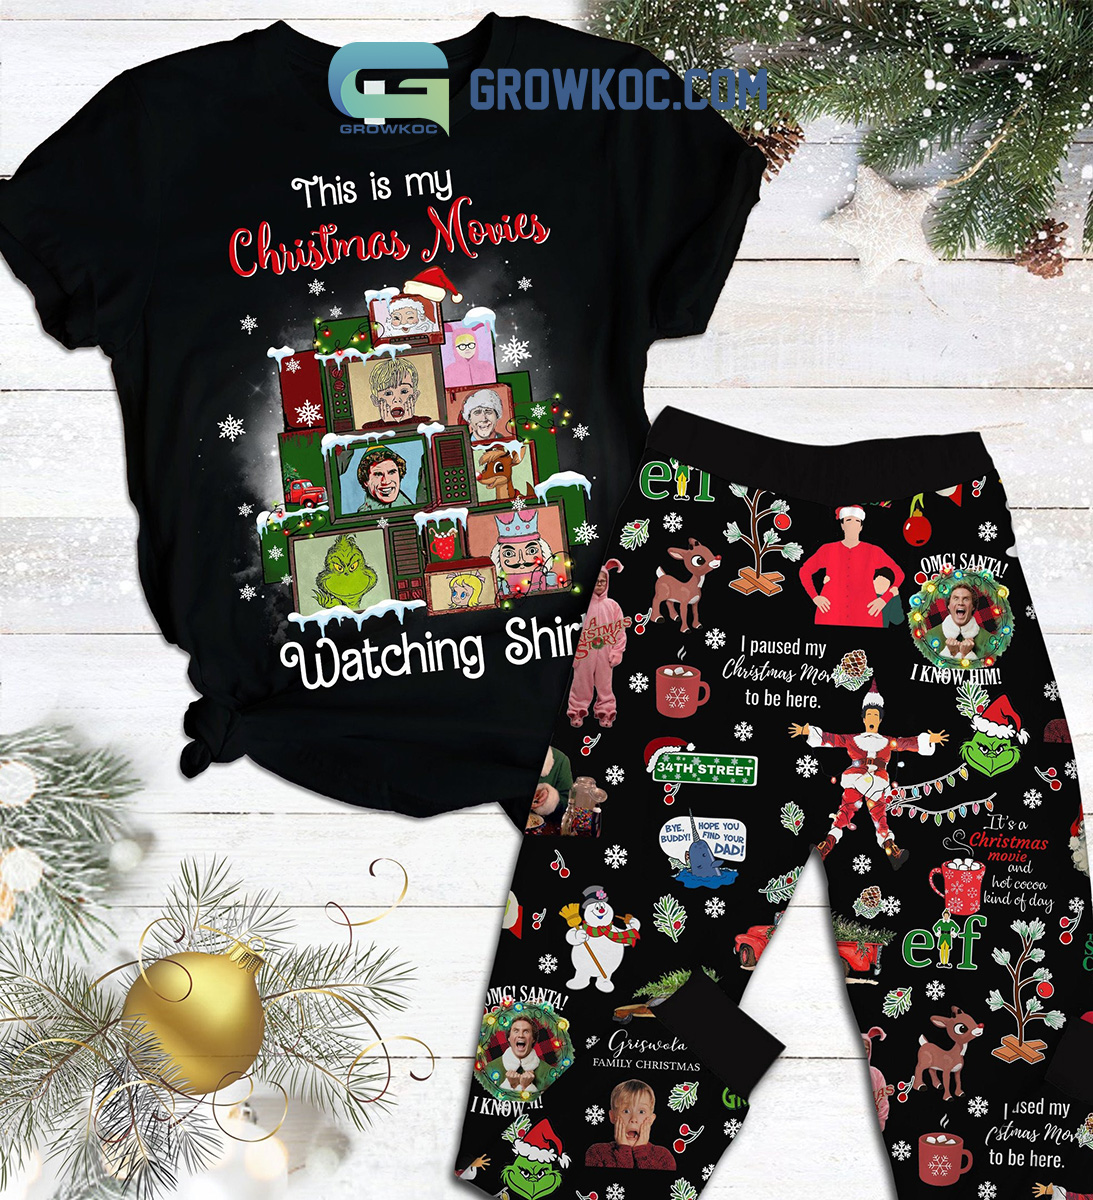 GROWKOC
GROWKOC.COM
This is my
Christmas Movies
Watching Shir
elf
OMG! SANTA!
I KNOW HIM!
A
CHRISTMAS
STORY
I paused my
Christmas Mov
to be here.
34TH STREET
BYE,
BUDDY!
HOPE YOU
FIND YOUR
DAD!
It's a
Christmas
movie
and
hot cocoa
kind of day
elf
OMG! SANTA!
I KNOW
Griswold
FAMILY CHRISTMAS
used my
stmas Mov
to be here.